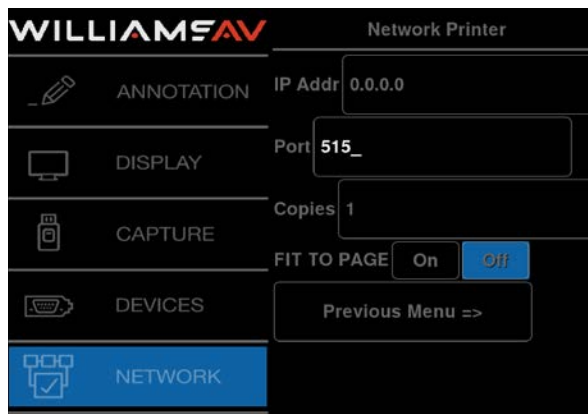 WILLIAMSAV
ANNOTATION
DISPLAY
CAPTURE
DEVICES
NETWORK
Network Printer
IP Addr 0.0.0.0
Port 515_
Copies 1
FIT TO PAGE On Off
Previous Menu =>